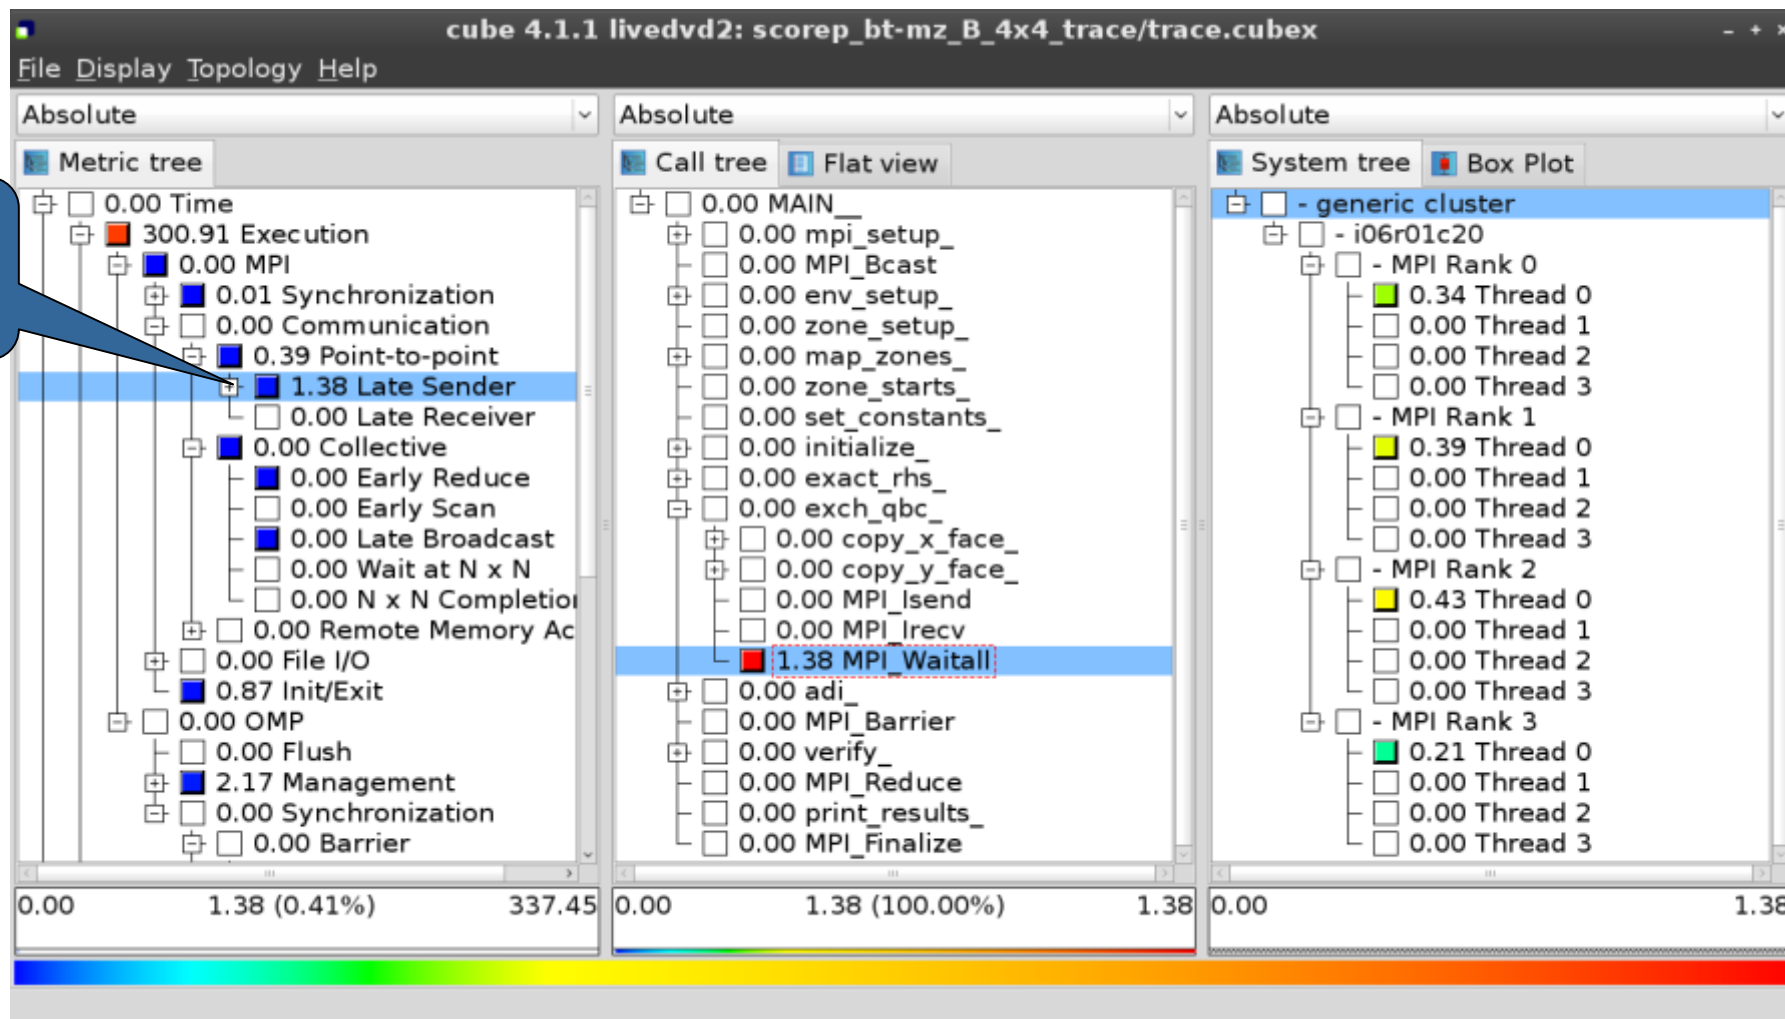 cube 4.1.1 livedvd2: scorep_bt-mz_B_4x4_trace/trace.cubex
File Display Topology Help
Absolute
Metric tree
0.00 Time
300.91 Execution
0.00 MPI
0.01 Synchronization
0.00 Communication
0.39 Point-to-point
1.38 Late Sender
0.00 Late Receiver
0.00 Collective
0.00 Early Reduce
0.00 Early Scan
0.00 Late Broadcast
0.00 Wait at N x N
0.00 N x N Completio
0.00 Remote Memory Ac
0.00 File I/O
0.87 Init/Exit
0.00 OMP
0.00 Flush
2.17 Management
0.00 Synchronization
0.00 Barrier
0.00 1.38 (0.41%) 337.45
Absolute
Call tree Flat view
0.00 MAIN__
0.00 mpi_setup_
0.00 MPI_Bcast
0.00 env_setup_
0.00 zone_setup_
0.00 map_zones_
0.00 zone_starts_
0.00 set_constants_
0.00 initialize_
0.00 exact_rhs_
0.00 exch_qbc_
0.00 copy_x_face_
0.00 copy_y_face_
0.00 MPI_Isend
0.00 MPI_Irecv
1.38 MPI_Waitall
0.00 adi_
0.00 MPI_Barrier
0.00 verify_
0.00 MPI_Reduce
0.00 print_results_
0.00 MPI_Finalize
0.00 1.38 (100.00%) 1.38
Absolute
System tree Box Plot
- generic cluster
- i06r01c20
- MPI Rank 0
0.34 Thread 0
0.00 Thread 1
0.00 Thread 2
0.00 Thread 3
- MPI Rank 1
0.39 Thread 0
0.00 Thread 1
0.00 Thread 2
0.00 Thread 3
- MPI Rank 2
0.43 Thread 0
0.00 Thread 1
0.00 Thread 2
0.00 Thread 3
- MPI Rank 3
0.21 Thread 0
0.00 Thread 1
0.00 Thread 2
0.00 Thread 3
0.00 1.38